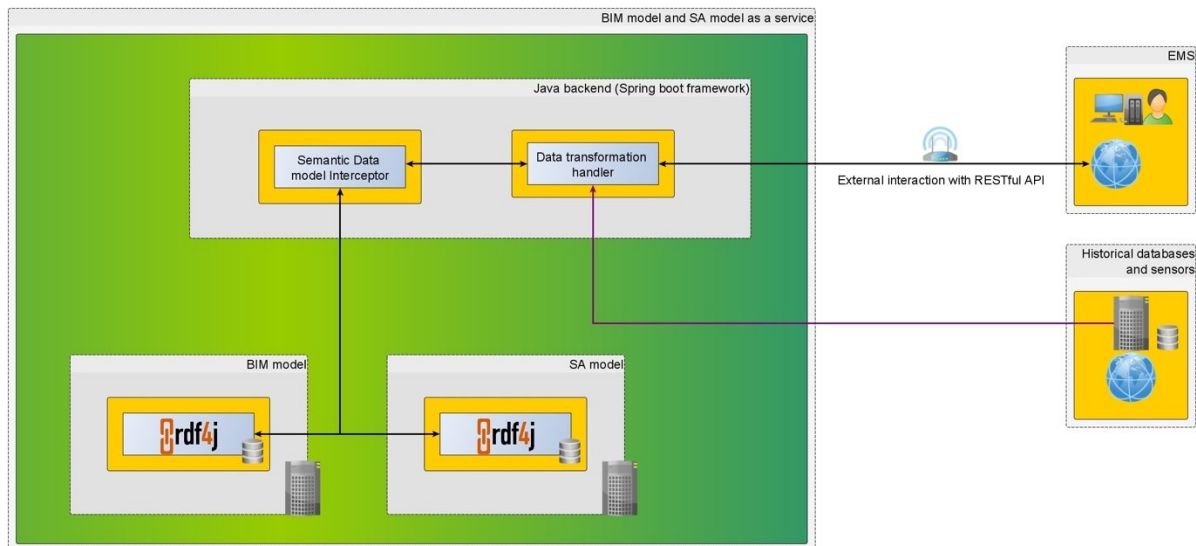 BIM model and SA model as a service
EMS
Java backend (Spring boot framework)
Semantic Data
model Interceptor
Data transformation
handler
External interaction with RESTful API
Historical databases
and sensors
BIM model
SA model
rdf4j
rdf4j